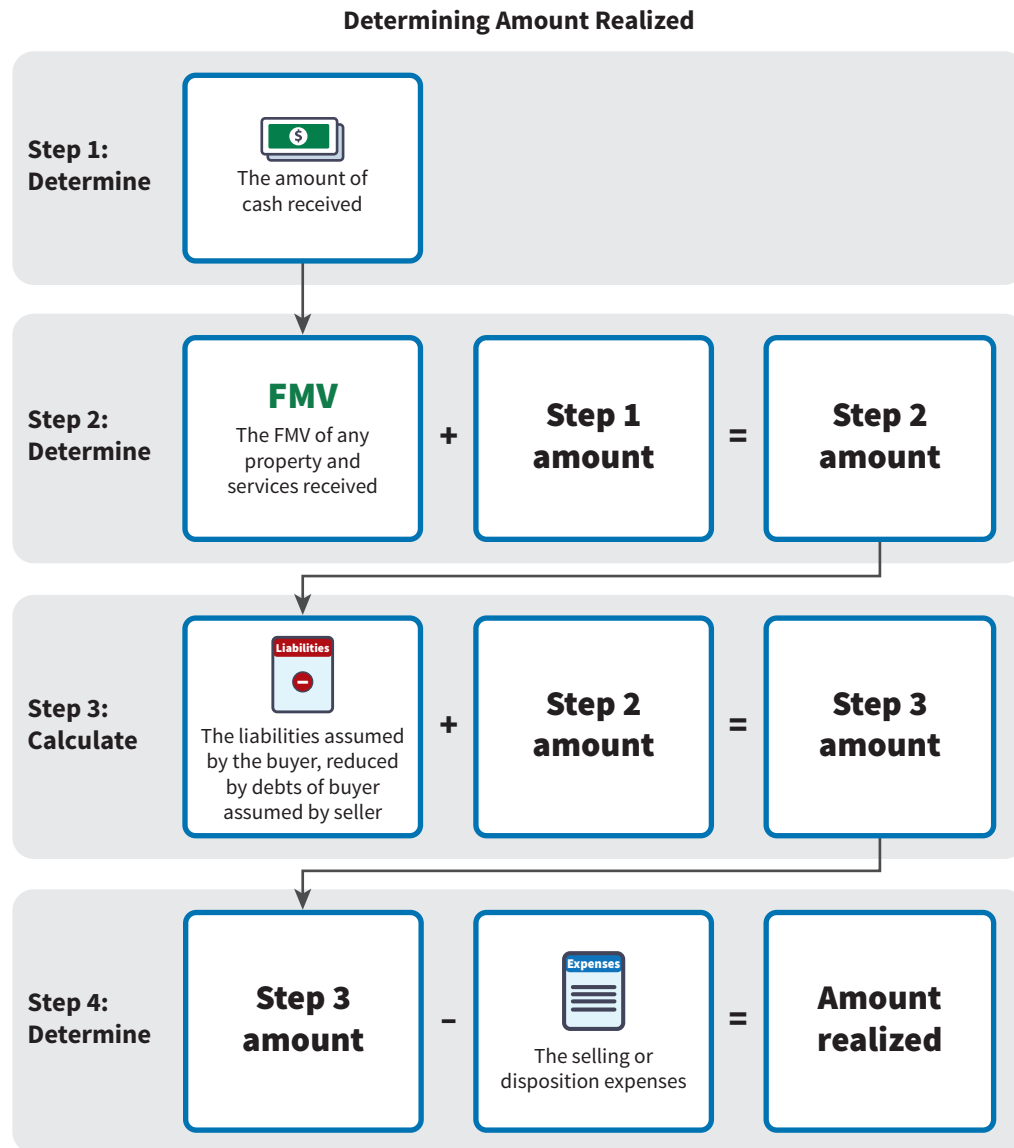 Determining Amount Realized
Step 1:
Determine
$
The amount of
cash received
Step 2:
Determine
FMV
The FMV of any
property and
services received
+
Step 1
amount
=
Step 2
amount
Step 3:
Calculate
Liabilities
The liabilities assumed
by the buyer, reduced
by debts of buyer
assumed by seller
+
Step 2
amount
=
Step 3
amount
Step 4:
Determine
Step 3
amount
–
Expenses
The selling or
disposition expenses
=
Amount
realized